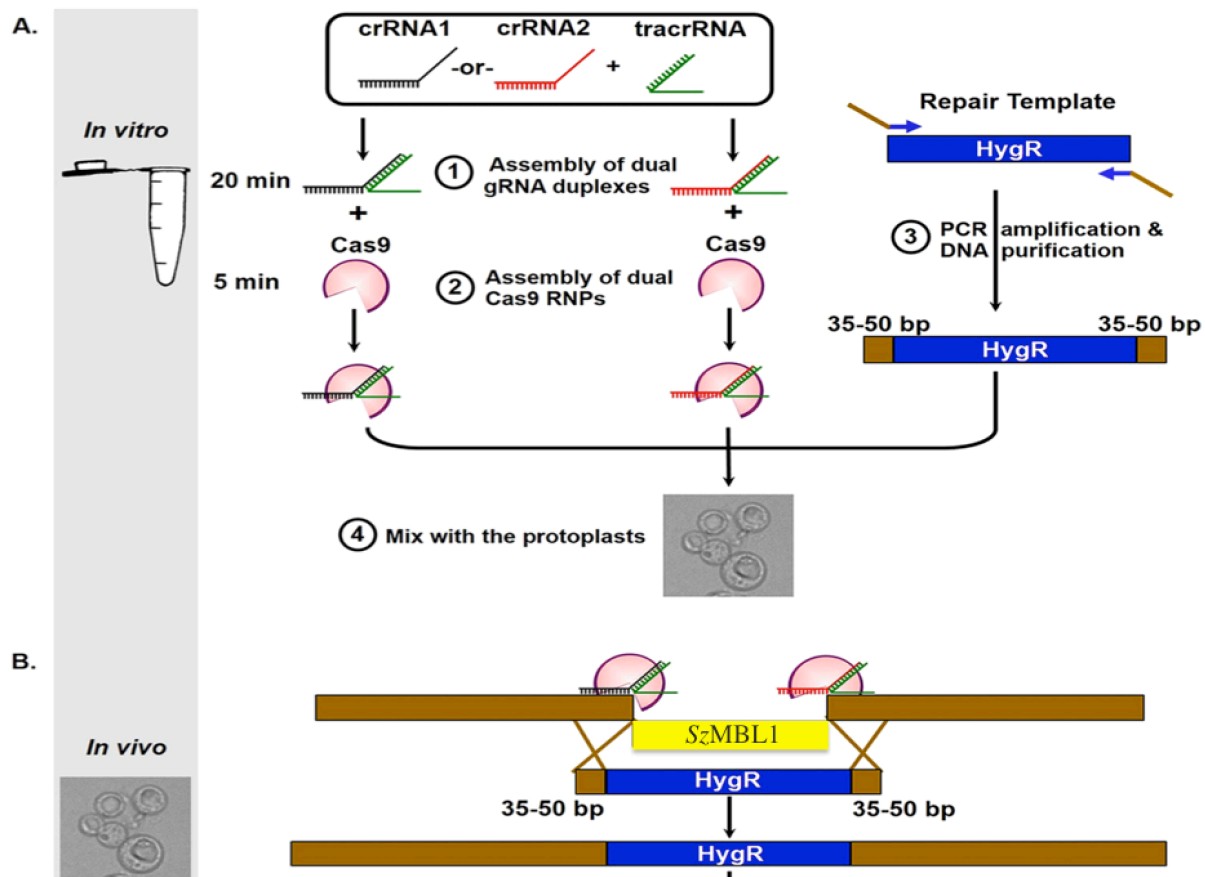 A.
In vitro
crRNA1 crRNA2 tracrRNA
-or- +
Repair Template
HygR
20 min
1 Assembly of dual
gRNA duplexes
+ +
Cas9 Cas9
5 min
2 Assembly of dual
Cas9 RNPs
3 PCR amplification &
DNA purification
35-50 bp 35-50 bp
HygR
4 Mix with the protoplasts
B.
In vivo
SzMBL1
HygR
35-50 bp 35-50 bp
HygR